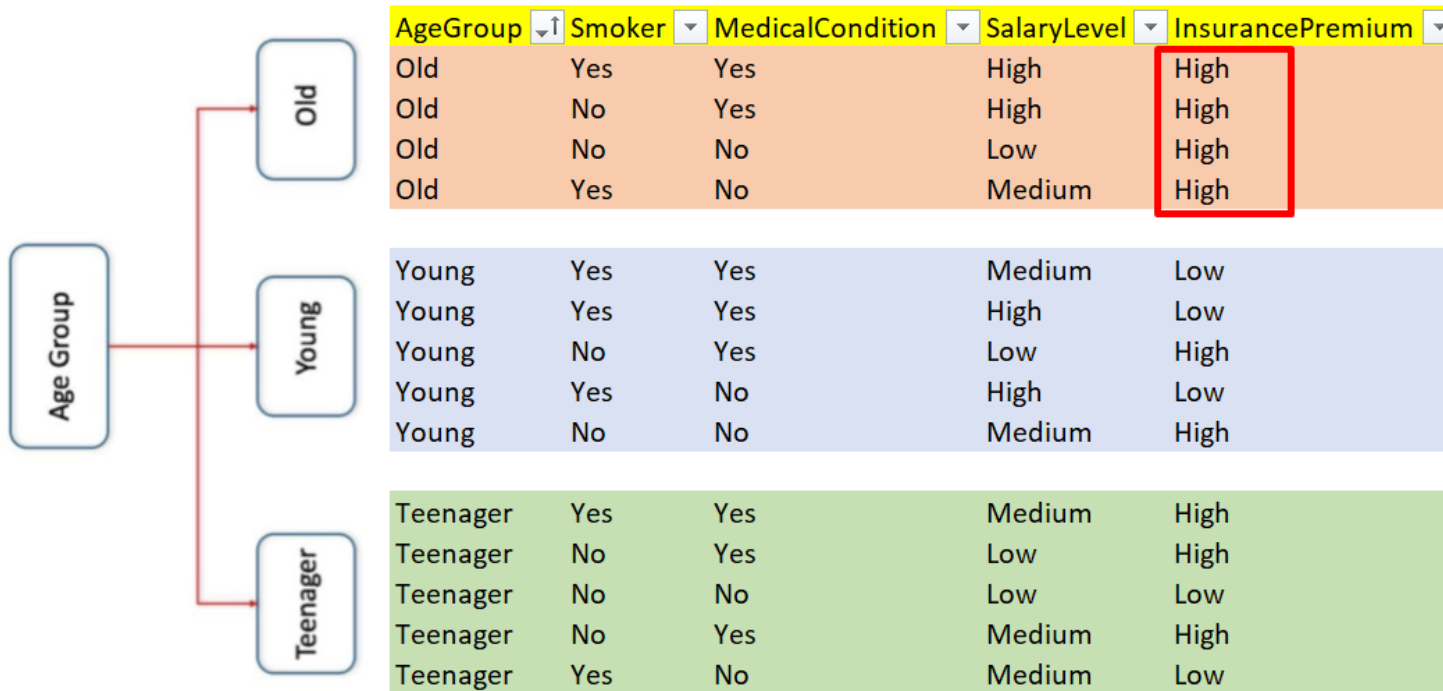 Age Group
Old
Young
Teenager
AgeGroup Smoker MedicalCondition SalaryLevel InsurancePremium
Old Yes Yes High High
Old No Yes High High
Old No No Low High
Old Yes No Medium High
Young Yes Yes Medium Low
Young Yes Yes High Low
Young No Yes Low High
Young Yes No High Low
Young No No Medium High
Teenager Yes Yes Medium High
Teenager No Yes Low High
Teenager No No Low Low
Teenager No Yes Medium High
Teenager Yes No Medium Low